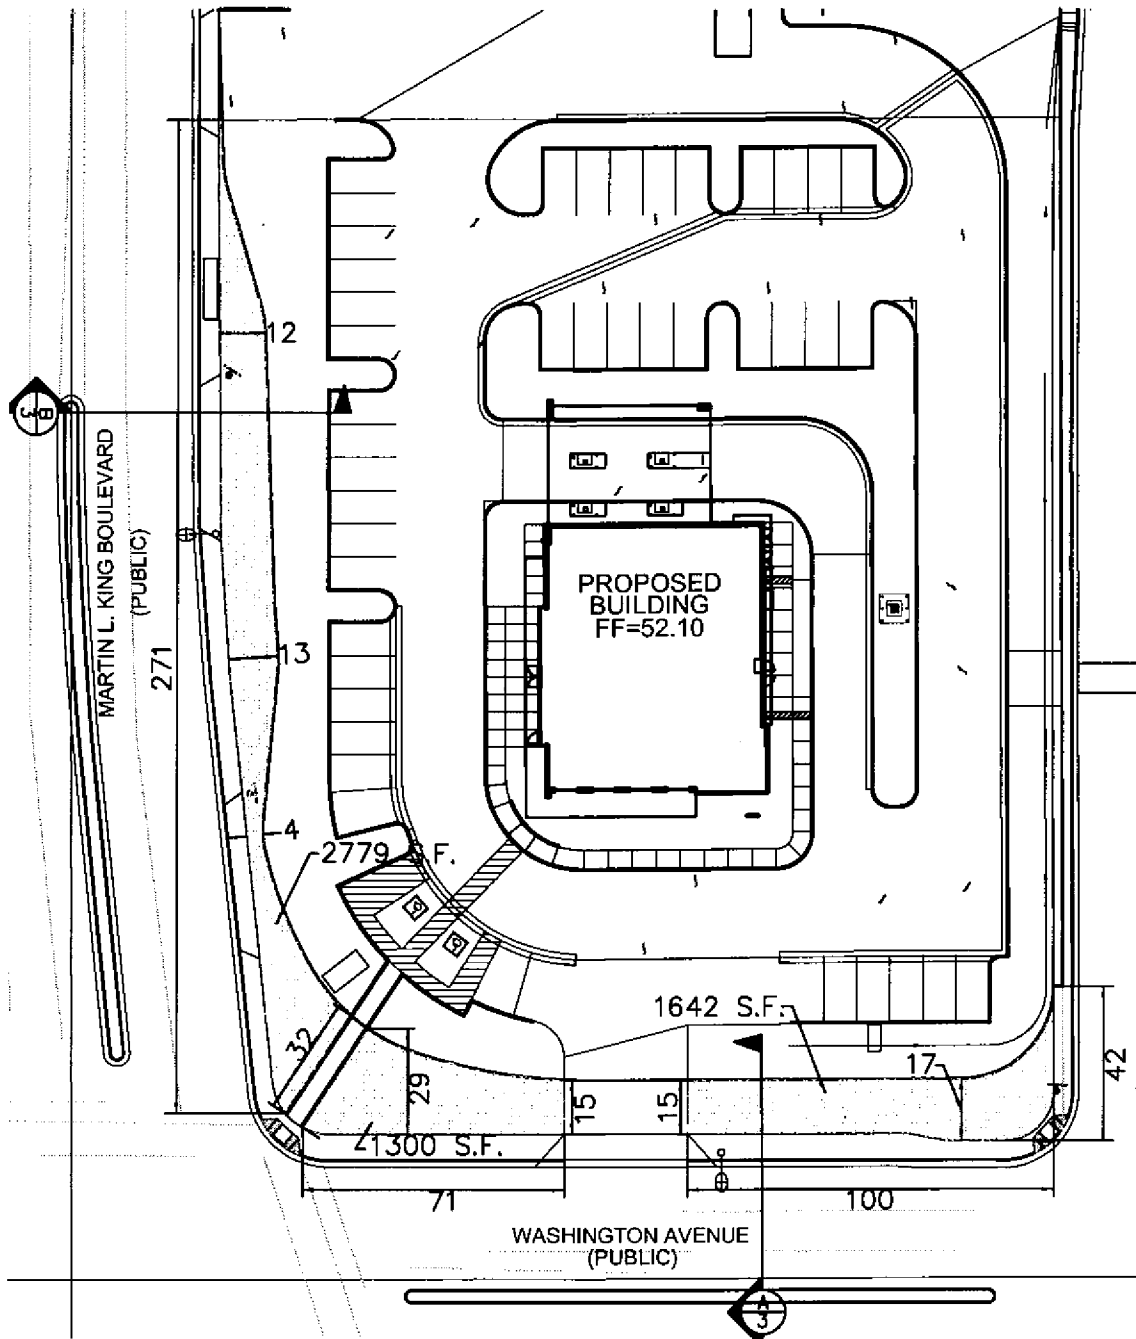 12
B
3
MARTIN L. KING BOULEVARD
(PUBLIC)
271
PROPOSED
BUILDING
FF=52.10
13
4
2779 S.F.
1642 S.F.
32
29
17
42
15
15
1300 S.F.
71
100
WASHINGTON AVENUE
(PUBLIC)
A
3